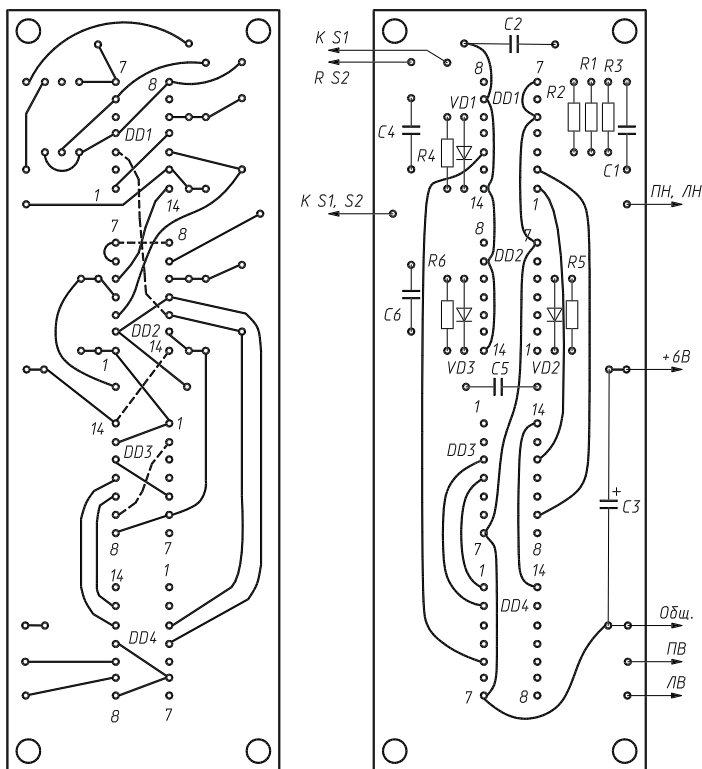 7
8
DD1
1
14
7
8
DD2
14
1
14
1
DD3
8
7
14
1
DD4
8
7
К S1
R S2
C2
8
7
DD1
VD1
R2
R1
R3
C4
R4
C1
14
1
ПН, ЛН
К S1, S2
8
7
DD2
R6
R5
C6
14
1
VD3
VD2
C5
+6В
1
14
DD3
+
C3
7
8
1
14
DD4
Общ.
ПВ
ЛВ
7
8